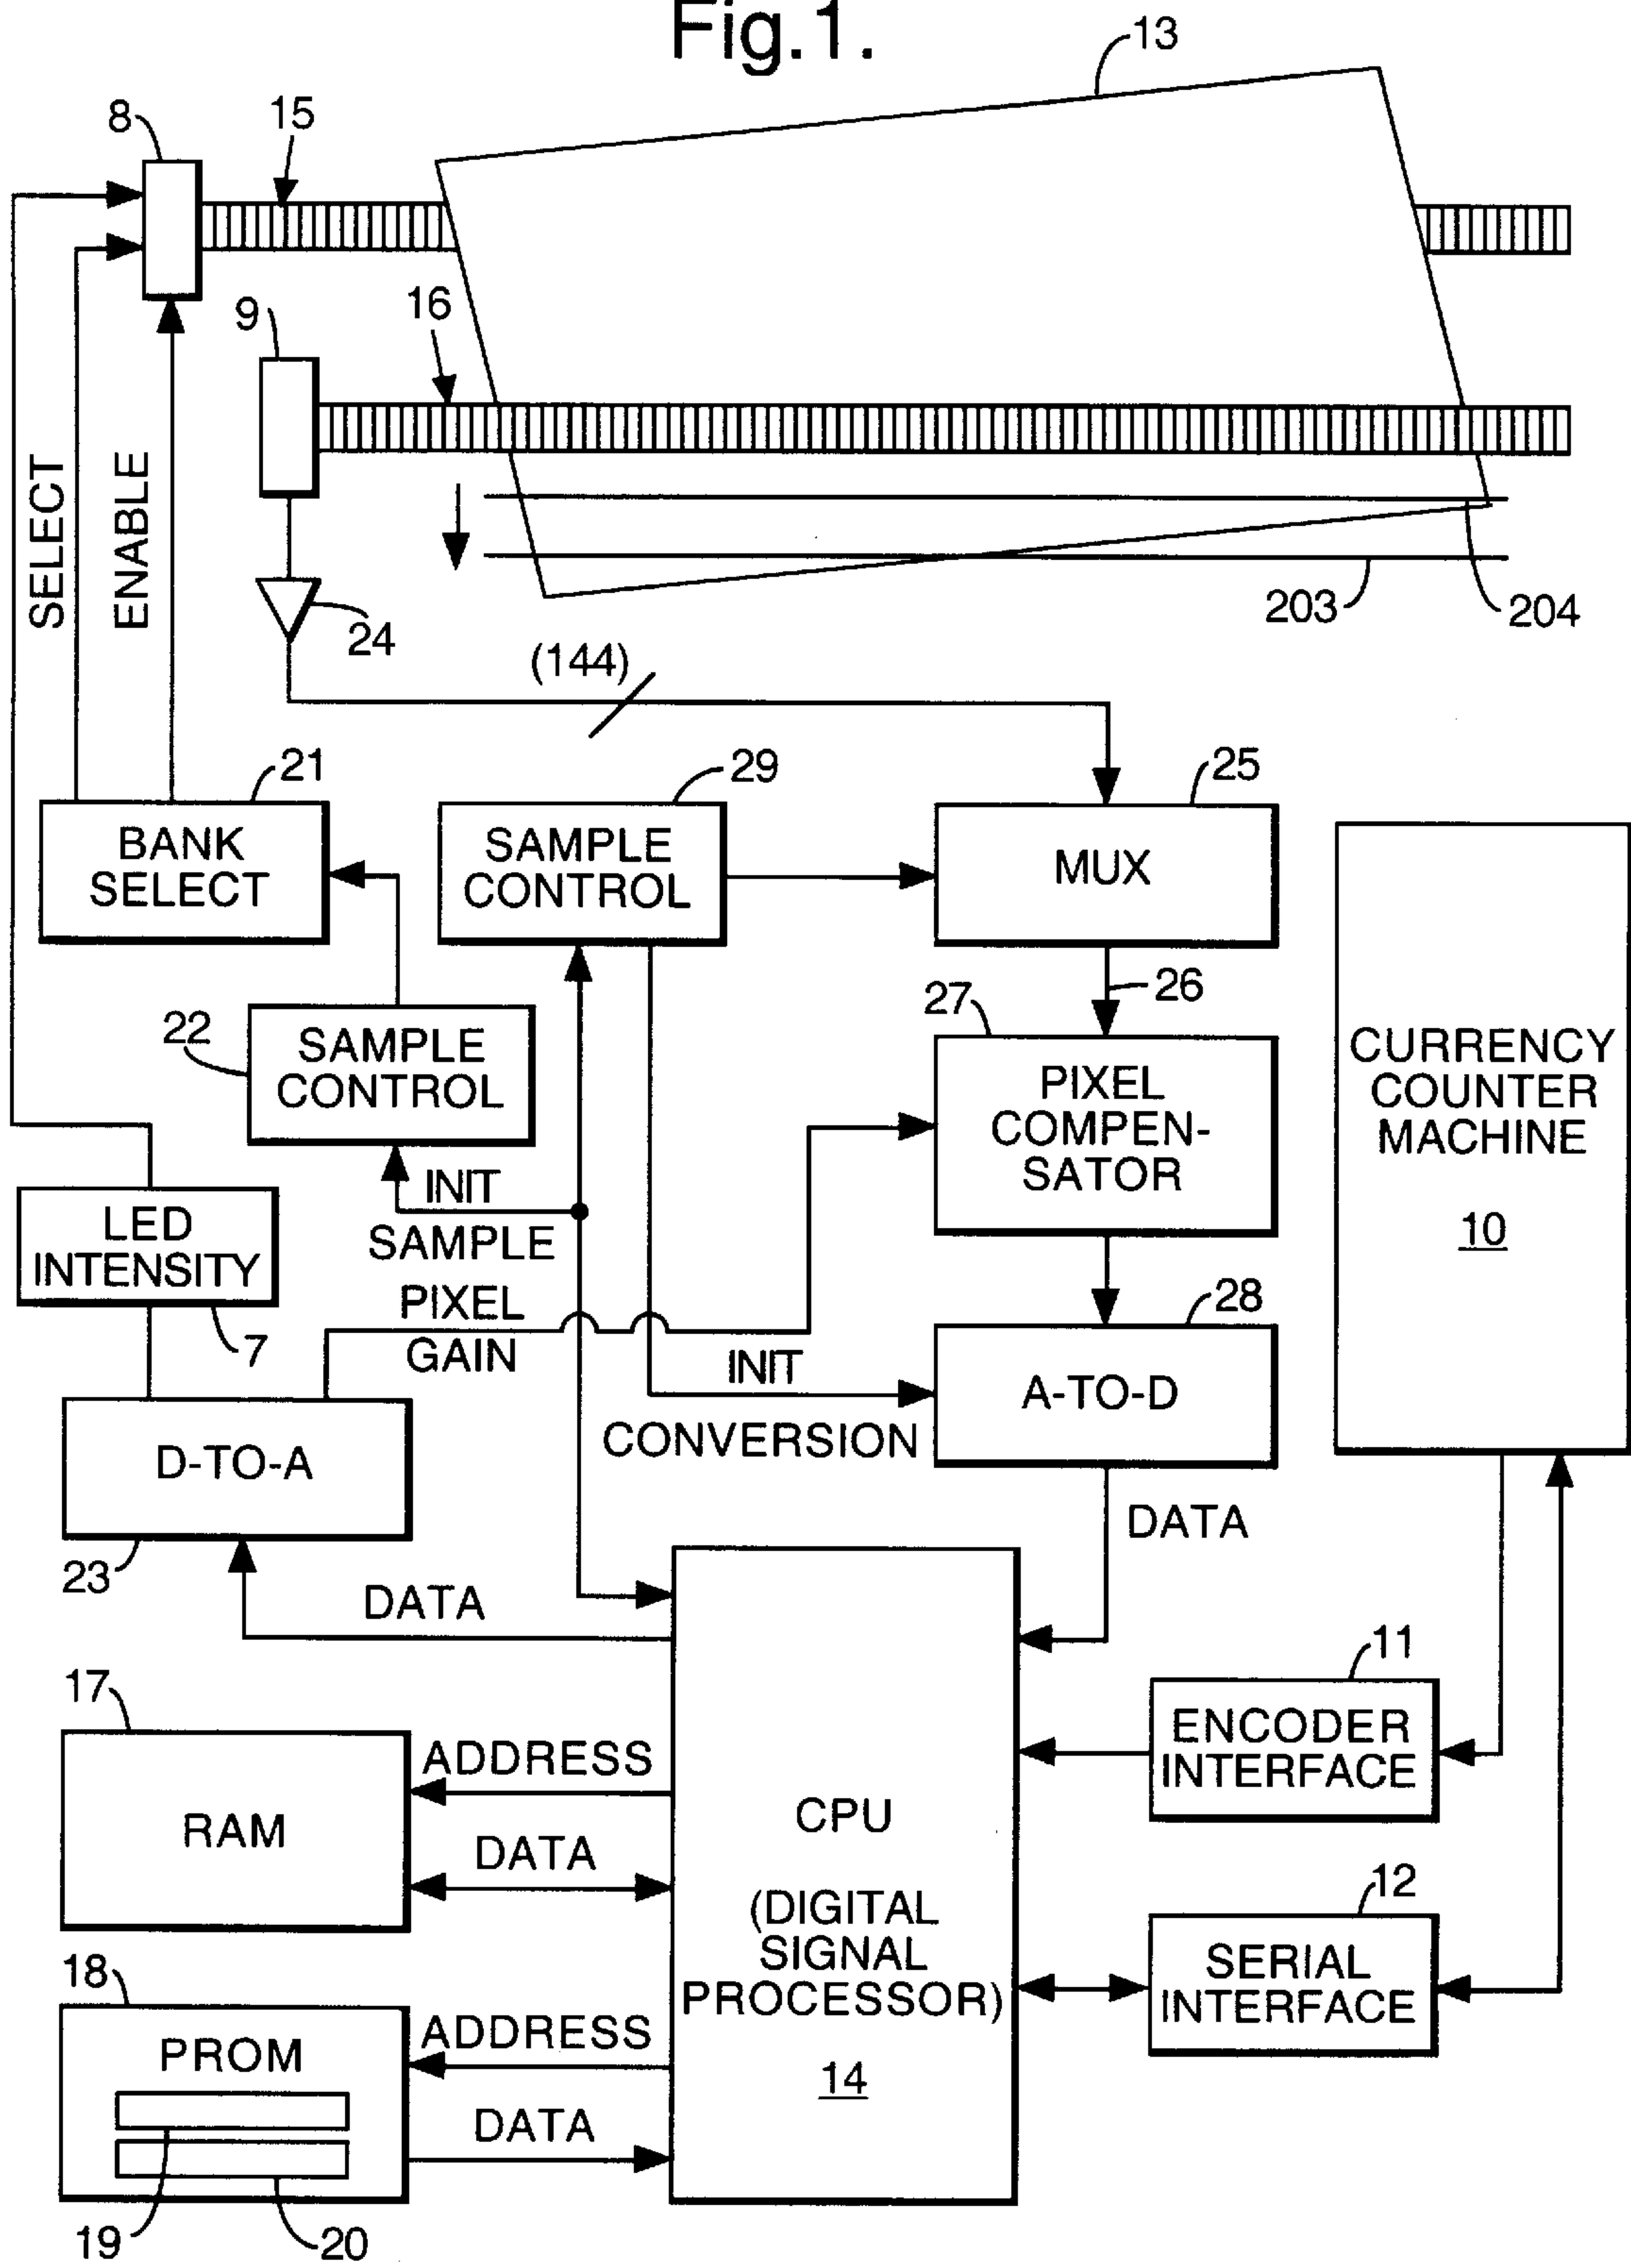 Fig.1.
13
8
15
9
16
SELECT
ENABLE
24
203
204
(144)
21
29
25
BANK
SELECT
SAMPLE
CONTROL
MUX
26
22
27
SAMPLE
CONTROL
PIXEL
COMPEN-
SATOR
CURRENCY
COUNTER
MACHINE
10
INIT
SAMPLE
LED
INTENSITY
7
PIXEL
GAIN
28
INIT
CONVERSION
A-TO-D
D-TO-A
23
DATA
DATA
17
11
RAM
ADDRESS
DATA
ENCODER
INTERFACE
CPU
(DIGITAL
SIGNAL
PROCESSOR)
14
12
SERIAL
INTERFACE
18
PROM
ADDRESS
DATA
19
20